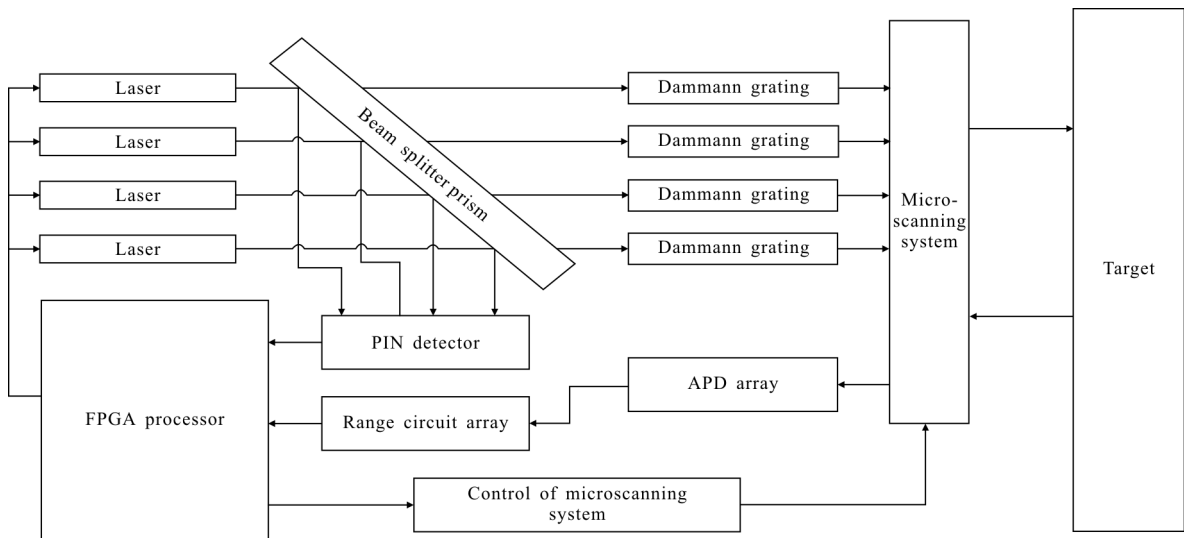 Laser
Dammann grating
Laser
Dammann grating
Laser
Dammann grating
Laser
Dammann grating
Beam splitter prism
Micro-
scanning
system
Target
PIN detector
APD array
FPGA processor
Range circuit array
Control of microscanning
system